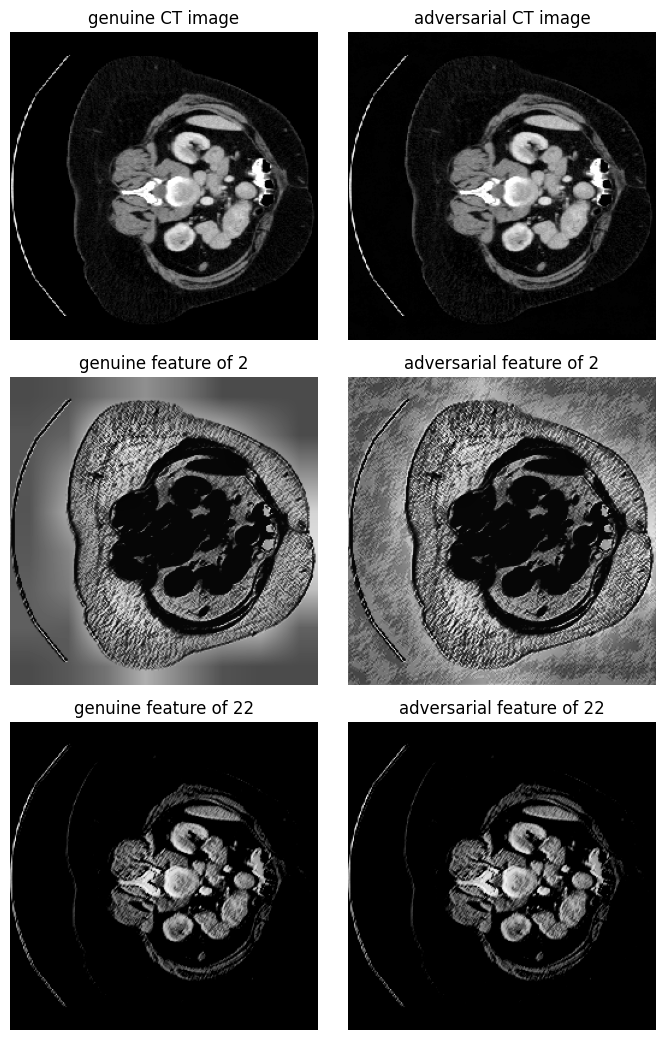 genuine CT image
adversarial CT image
genuine feature of 2
adversarial feature of 2
genuine feature of 22
adversarial feature of 22